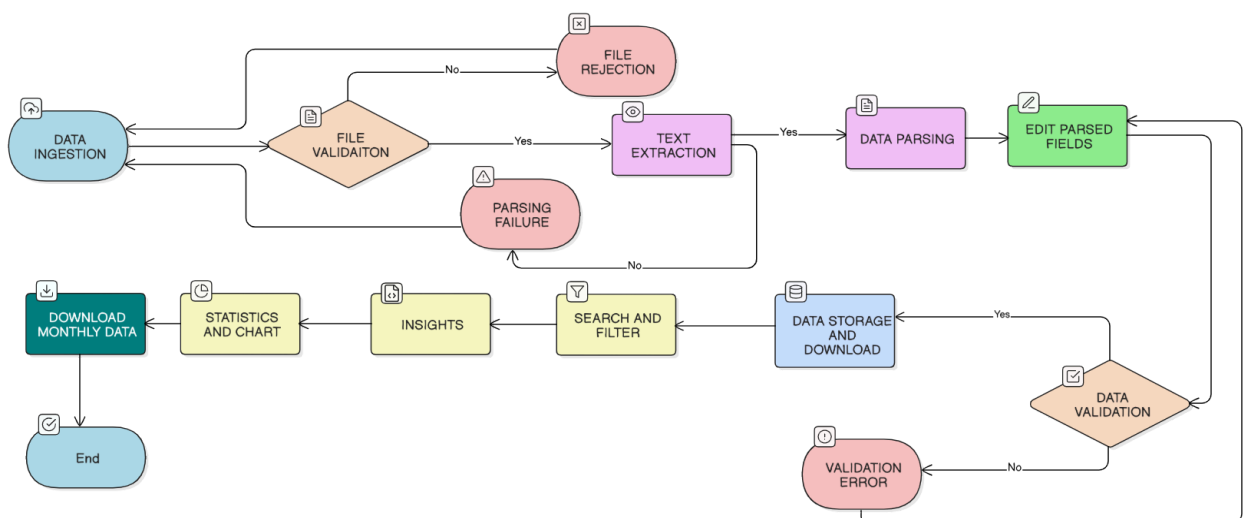 FILE
REJECTION
No
DATA
INGESTION
FILE
VALIDAITON
Yes
TEXT
EXTRACTION
Yes
DATA PARSING
EDIT PARSED
FIELDS
PARSING
FAILURE
No
DOWNLOAD
MONTHLY DATA
STATISTICS
AND CHART
INSIGHTS
SEARCH AND
FILTER
DATA STORAGE
AND
DOWNLOAD
Yes
DATA
VALIDATION
End
VALIDATION
ERROR
No